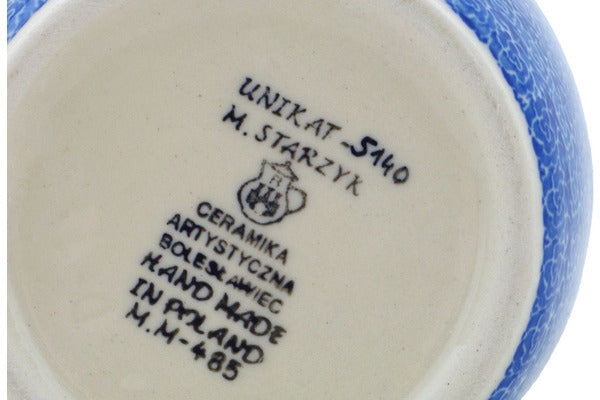 UNIKAT-5140
M. STARZYK
CERAMIKA
ARTYSTYCZNA
BOLESŁAWIEC
HAND MADE
IN POLAND
M.M-485